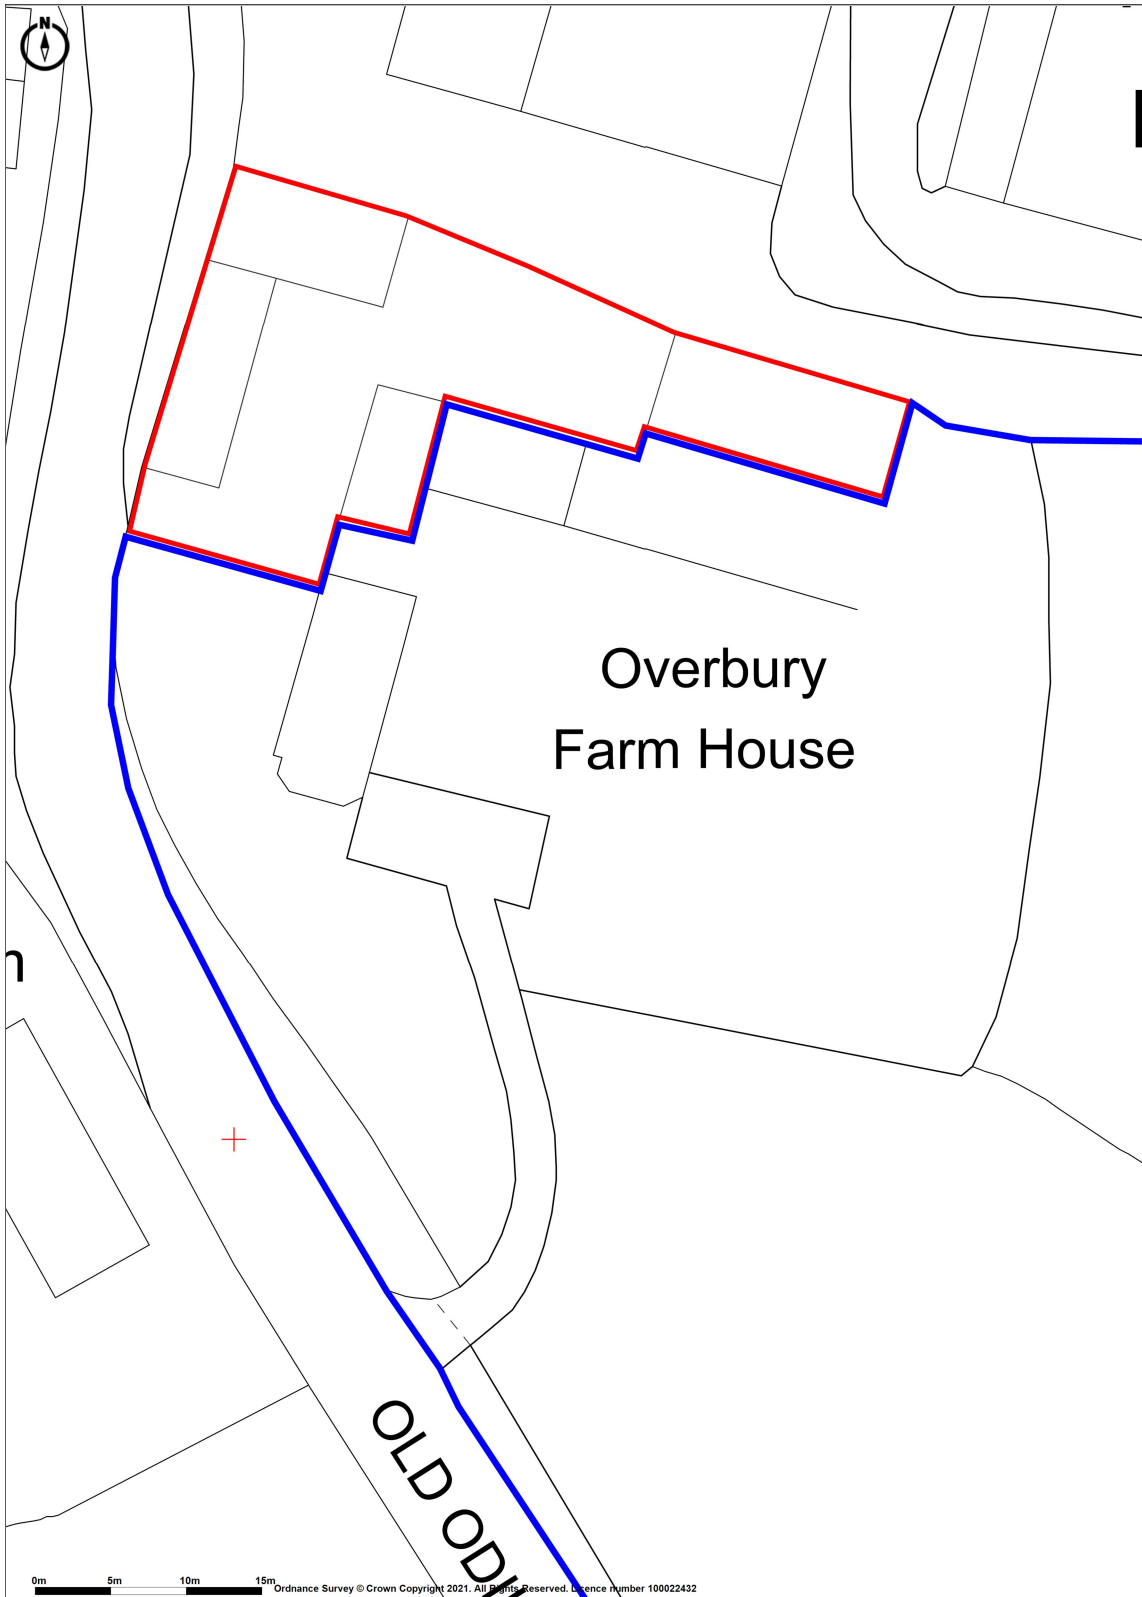 N
Overbury
Farm House
OLD
0m 5m 10m 15m
Ordnance Survey © Crown Copyright 2021. All Rights Reserved. Licence number 100022432